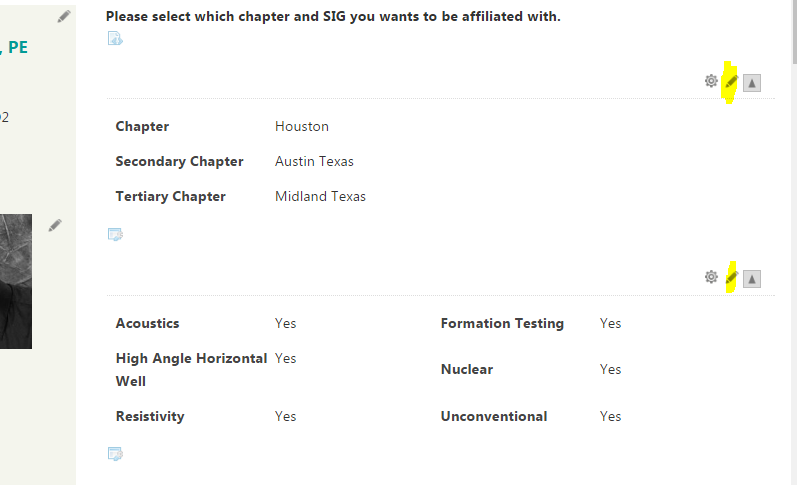 Please select which chapter and SIG you wants to be affiliated with.
, PE
Chapter Houston
Secondary Chapter Austin Texas
Tertiary Chapter Midland Texas
Acoustics Yes Formation Testing Yes
High Angle Horizontal Well Yes Nuclear Yes
Resistivity Yes Unconventional Yes